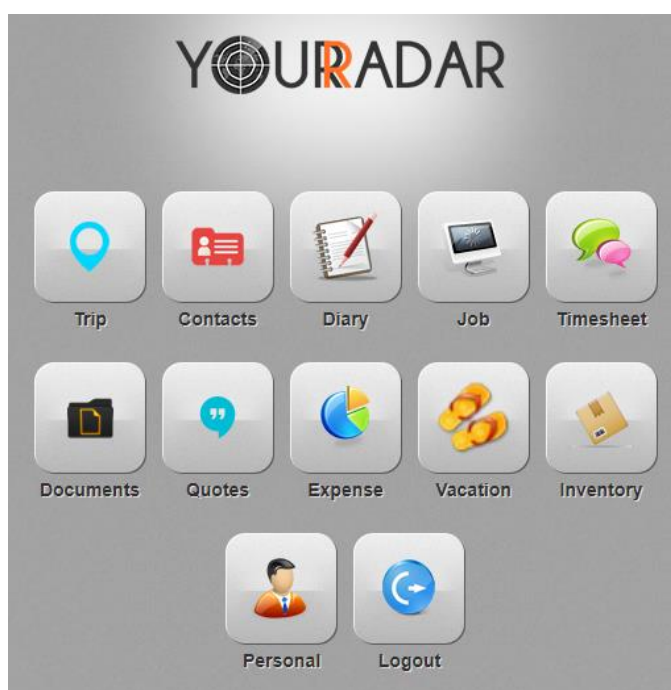 YOURRADAR
Trip Contacts Diary Job Timesheet
Documents Quotes Expense Vacation Inventory
Personal Logout